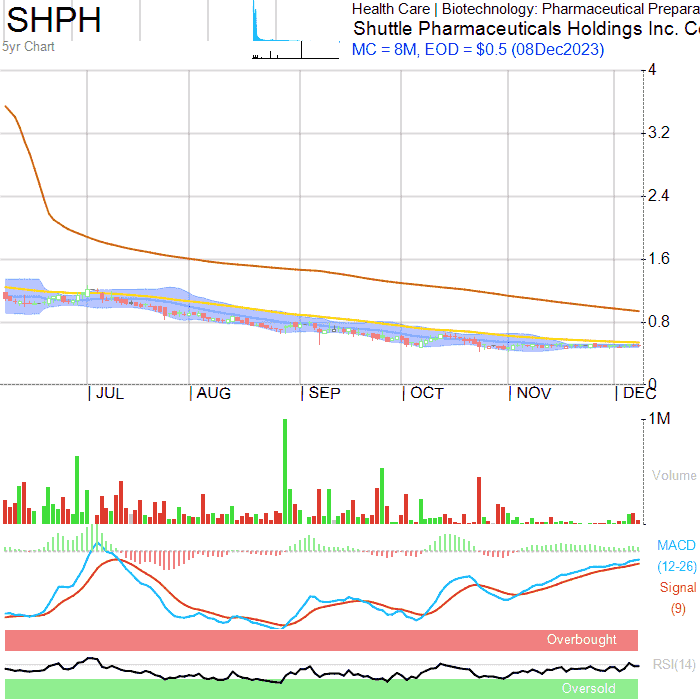 SHPH
Health Care | Biotechnology: Pharmaceutical Prepara
Shuttle Pharmaceuticals Holdings Inc. Co
MC = 8M, EOD = $0.5 (08Dec2023)
5yr Chart
4
3.2
2.4
1.6
0.8
0
JUL AUG SEP OCT NOV DEC
1M
Volume
MACD
(12-26)
Signal
(9)
Overbought
RSI(14)
Oversold